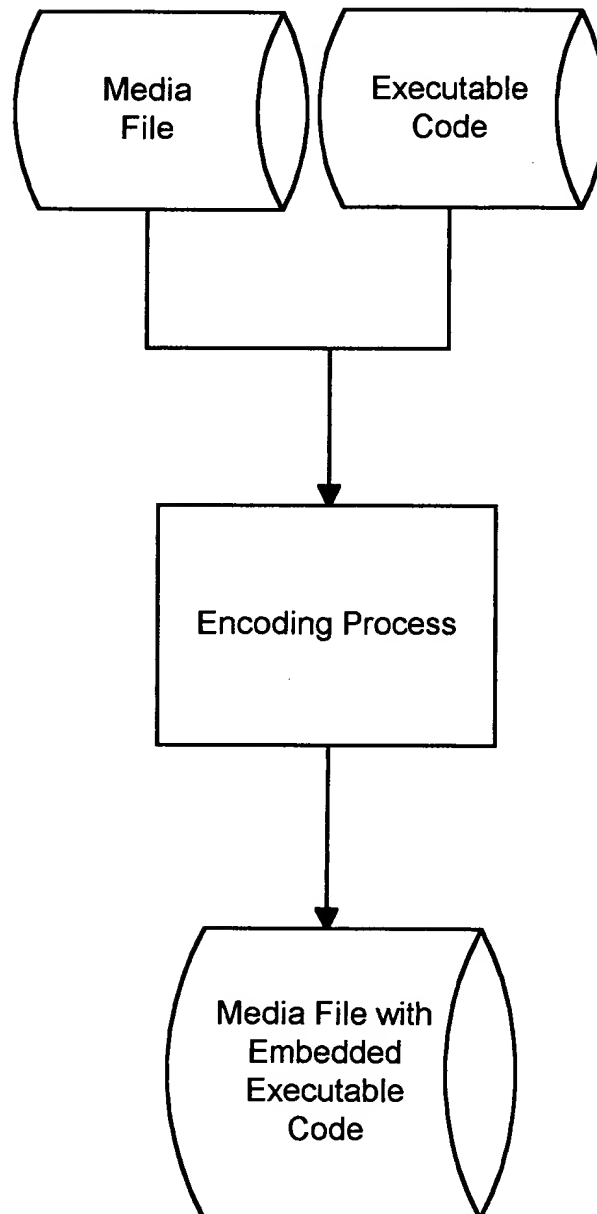 Media
File
Executable
Code
Encoding Process
Media File with
Embedded
Executable
Code